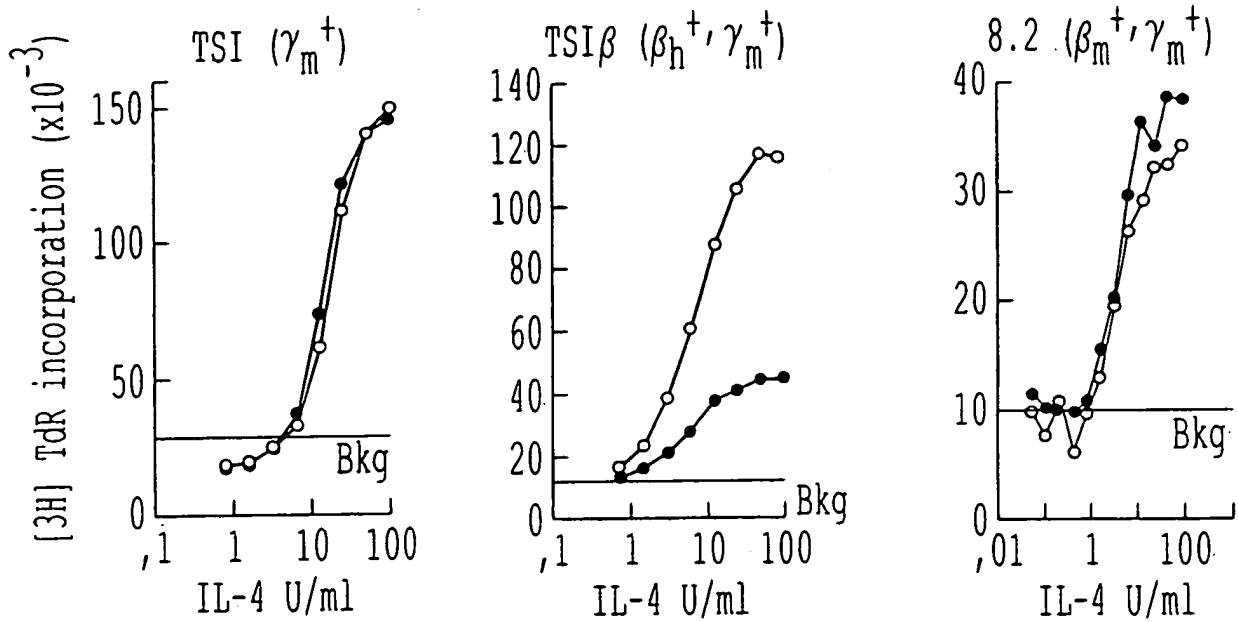 [3H] TdR incorporation (x10⁻³)
TSI (γm⁺)
150
100
50
0
Bkg
,1 1 10 100
IL-4 U/ml
TSIβ (βh⁺, γm⁺)
140
120
100
80
60
40
20
0
Bkg
,1 1 10 100
IL-4 U/ml
8.2 (βm⁺, γm⁺)
40
30
20
10
0
Bkg
,01 1 100
IL-4 U/ml